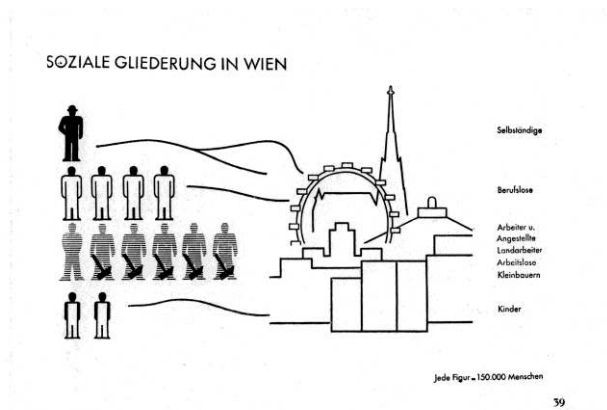 SOZIALE GLIEDERUNG IN WIEN
Selbständige
Berufslose
Arbeiter u.
Angestellte
Landarbeiter
Arbeitslose
Kleinbauern
Kinder
Jede Figur = 150.000 Menschen
39